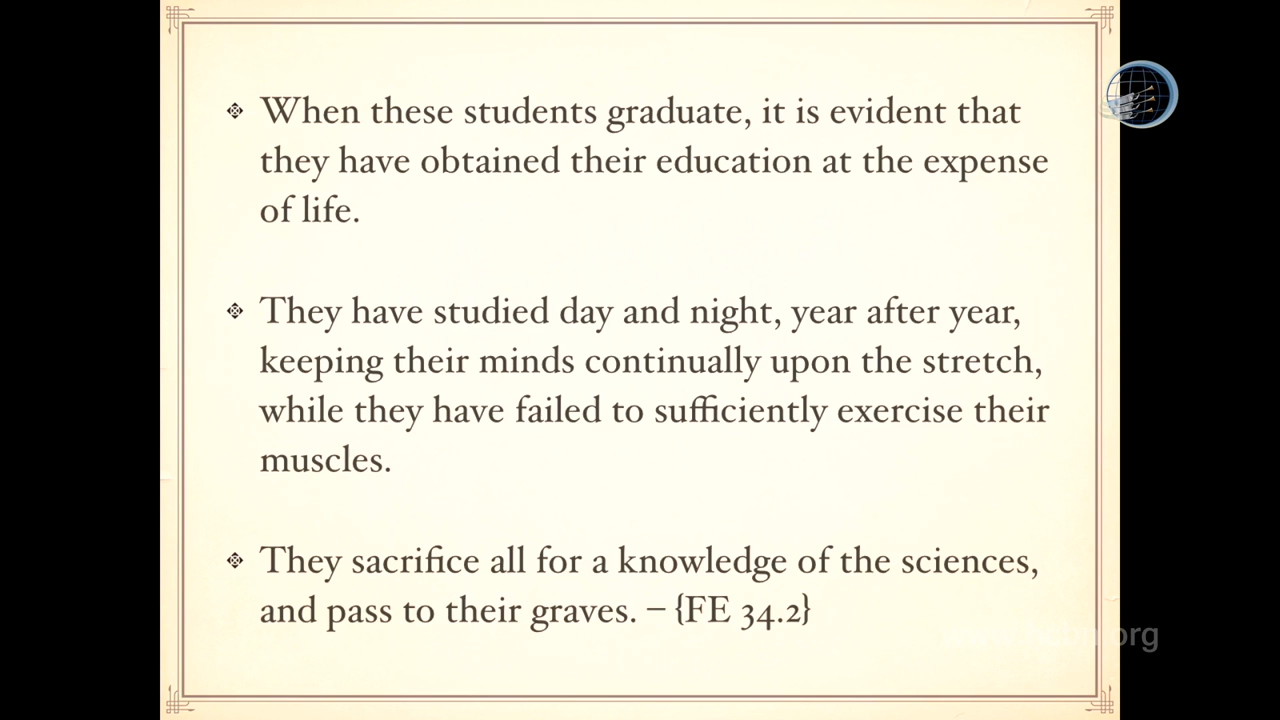 When these students graduate, it is evident that
they have obtained their education at the expense
of life.
They have studied day and night, year after year,
keeping their minds continually upon the stretch,
while they have failed to sufficiently exercise their
muscles.
They sacrifice all for a knowledge of the sciences,
and pass to their graves. – {FE 34.2}